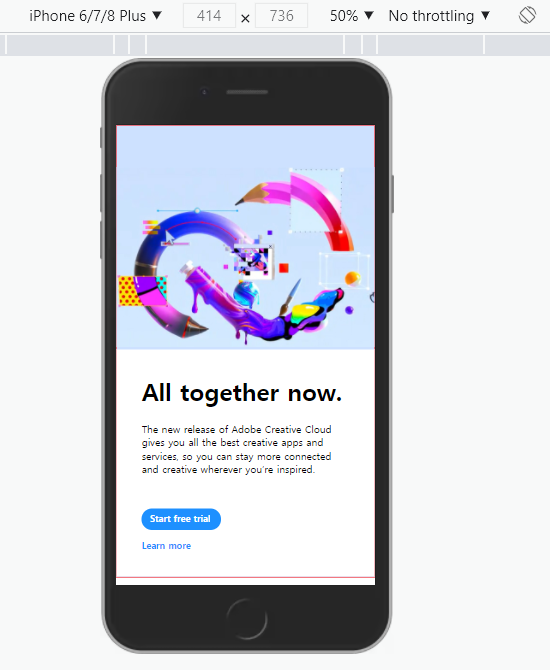 iPhone 6/7/8 Plus ▼ 414 × 736 50% ▼ No throttling ▼
All together now.
The new release of Adobe Creative Cloud
gives you all the best creative apps and
services, so you can stay more connected
and creative wherever you're inspired.
Start free trial
Learn more